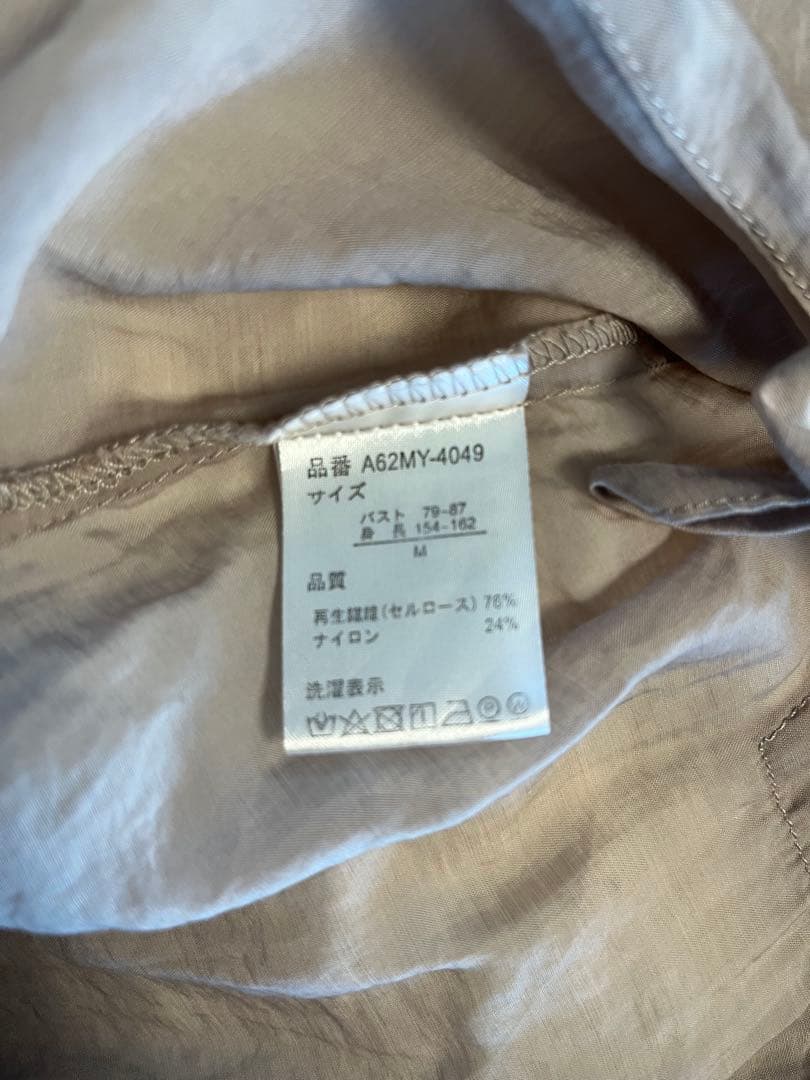 品番 A62MY-4049
サイズ
バスト 79-87
身 長 154-162
M
品質
再生繊維(セルロース) 76%
ナイロン 24%
洗濯表示